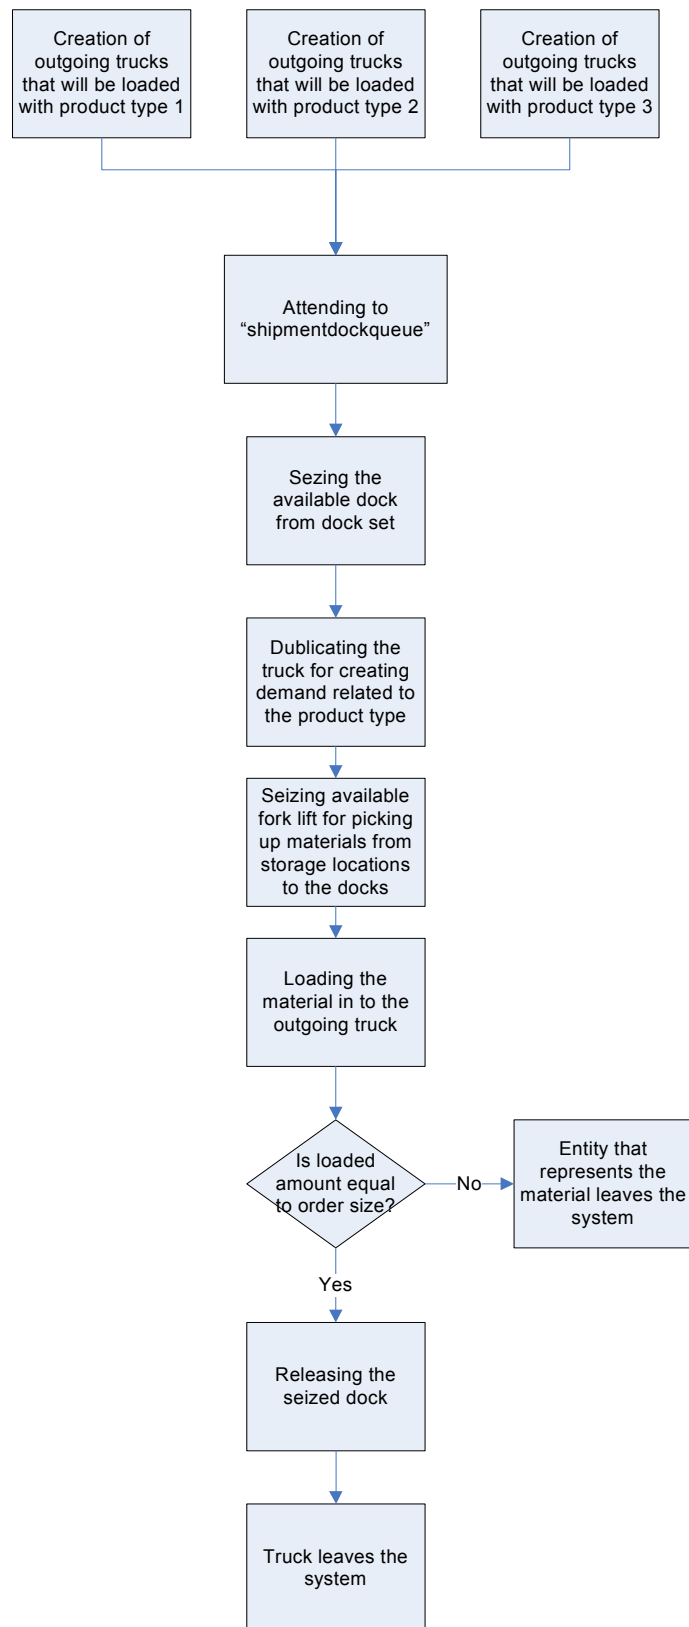 Creation of
outgoing trucks
that will be loaded
with product type 1
Creation of
outgoing trucks
that will be loaded
with product type 2
Creation of
outgoing trucks
that will be loaded
with product type 3
Attending to
“shipmentdockqueue”
Sezing the
available dock
from dock set
Dublicating the
truck for creating
demand related to
the product type
Seizing available
fork lift for picking
up materials from
storage locations
to the docks
Loading the
material in to the
outgoing truck
Is loaded
amount equal
to order size?
No
Entity that
represents the
material leaves the
system
Yes
Releasing the
seized dock
Truck leaves the
system